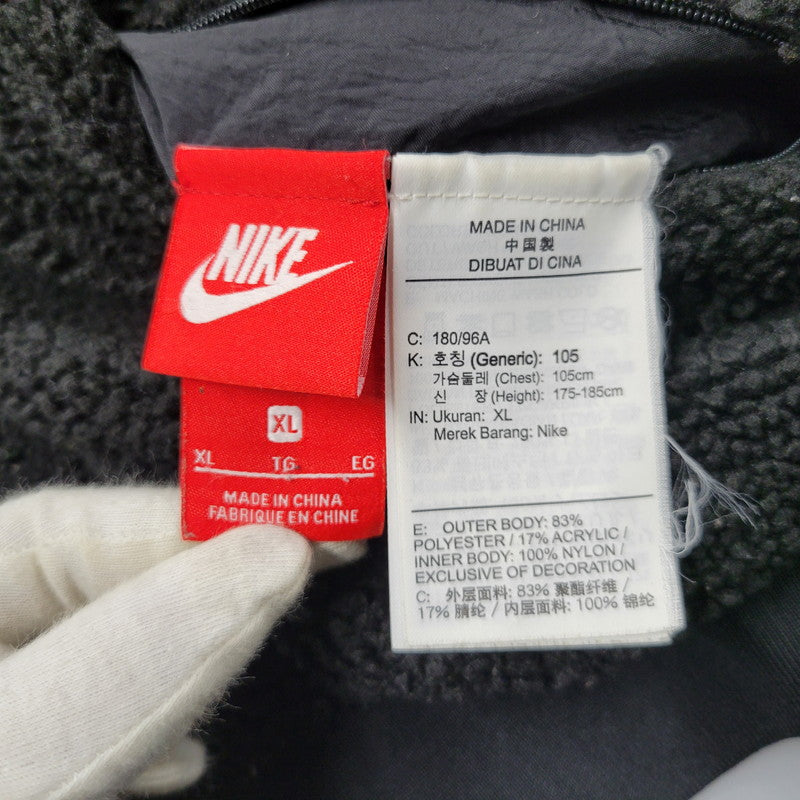 NIKE
XL
XL TG EG
MADE IN CHINA
FABRIQUE EN CHINE
MADE IN CHINA
中国製
DIBUAT DI CINA
C: 180/96A
K: 호칭 (Generic): 105
가슴둘레 (Chest): 105cm
신 장 (Height): 175-185cm
IN: Ukuran: XL
Merek Barang: Nike
E: OUTER BODY: 83%
POLYESTER / 17% ACRYLIC /
INNER BODY: 100% NYLON /
EXCLUSIVE OF DECORATION
C: 外层面料: 83% 聚酯纤维/
17% 腈纶 / 内层面料: 100% 锦纶